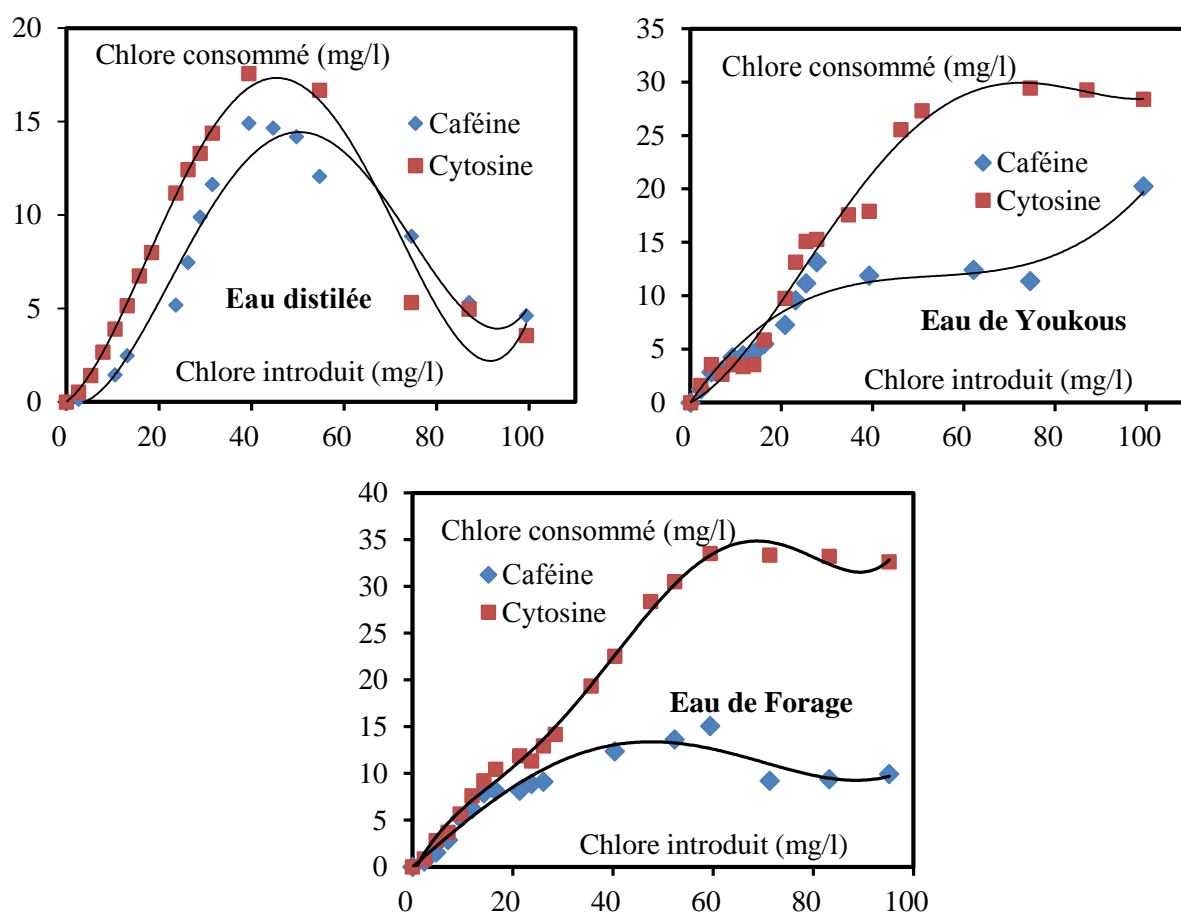 20
15
10
5
0
Chlore consommé (mg/l)
Caféine
Cytosine
Eau distilée
Chlore introduit (mg/l)
0 20 40 60 80 100
35
30
25
20
15
10
5
0
Chlore consommé (mg/l)
Caféine
Cytosine
Eau de Youkous
Chlore introduit (mg/l)
0 20 40 60 80 100
40
35
30
25
20
15
10
5
0
Chlore consommé (mg/l)
Caféine
Cytosine
Eau de Forage
Chlore introduit (mg/l)
0 20 40 60 80 100